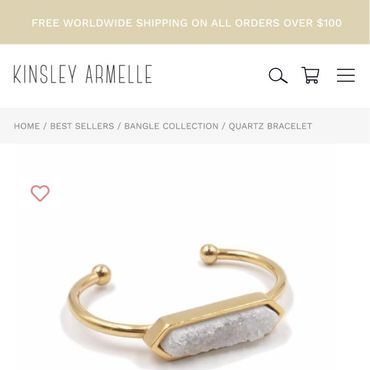 FREE WORLDWIDE SHIPPING ON ALL ORDERS OVER $100
KINSLEY ARMELLE
HOME / BEST SELLERS / BANGLE COLLECTION / QUARTZ BRACELET